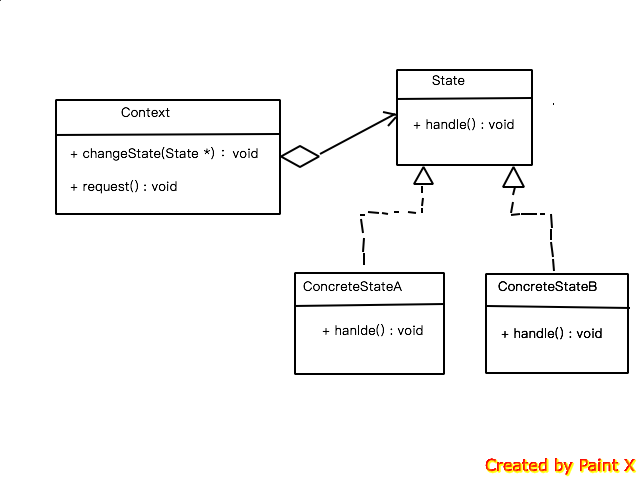 Context
+ changeState(State *) : void
+ request() : void
State
+ handle() : void
ConcreteStateA
+ hanlde() : void
ConcreteStateB
+ handle() : void
Created by Paint X